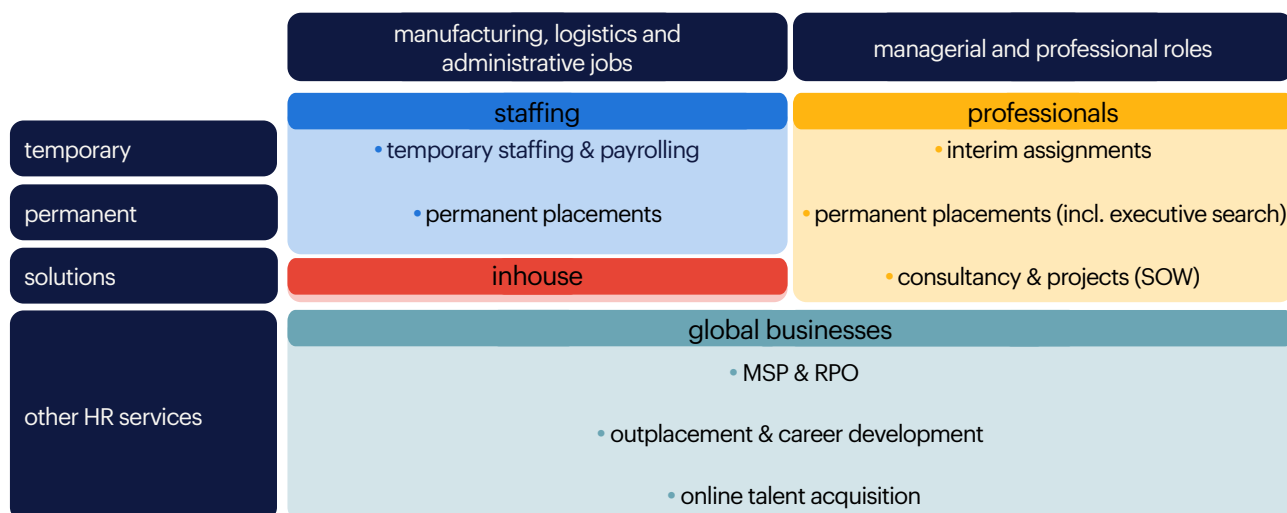 manufacturing, logistics and
administrative jobs
managerial and professional roles
staffing
professionals
temporary
• temporary staffing & payrolling
• interim assignments
permanent
• permanent placements
• permanent placements (incl. executive search)
solutions
inhouse
• consultancy & projects (SOW)
global businesses
• MSP & RPO
other HR services
• outplacement & career development
• online talent acquisition